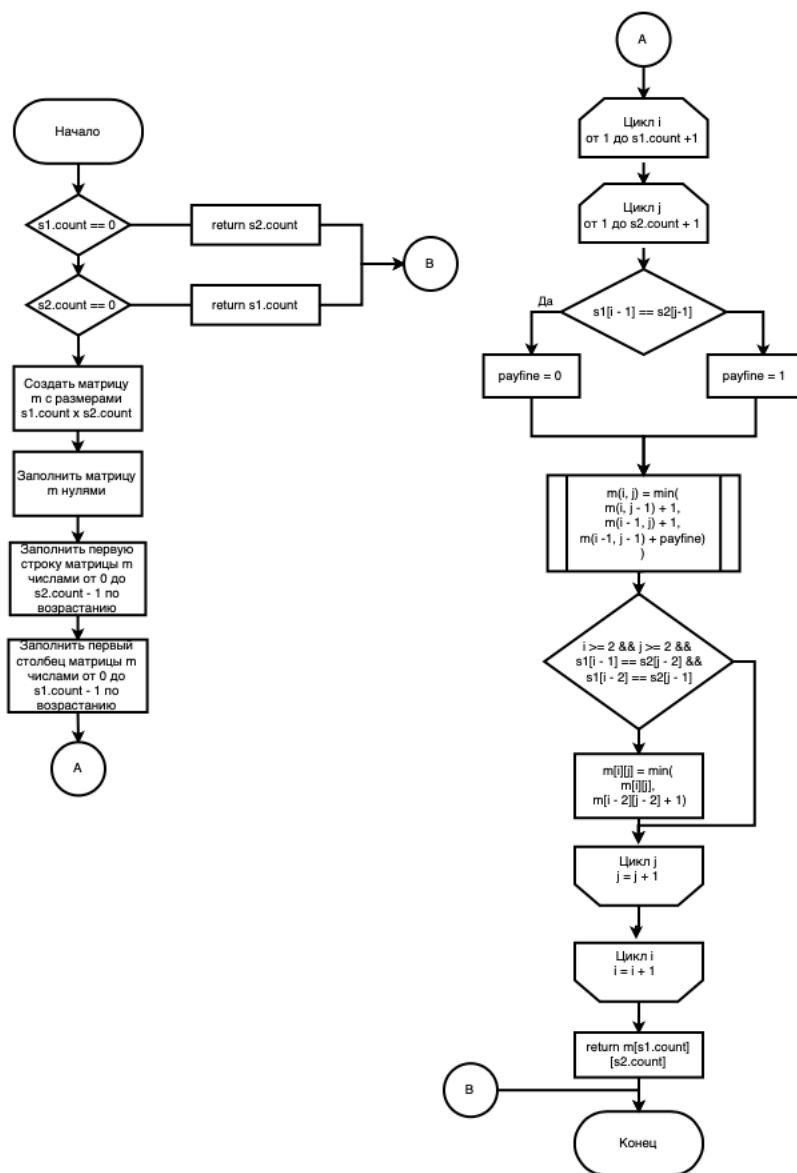 Начало
s1.count == 0
return s2.count
B
s2.count == 0
return s1.count
Создать матрицу
m с размерами
s1.count x s2.count
Заполнить матрицу
m нулями
Заполнить первую
строку матрицы m
числами от 0 до
s2.count - 1 по
возрастанию
Заполнить первый
столбец матрицы m
числами от 0 до
s1.count - 1 по
возрастанию
A
A
Цикл i
от 1 до s1.count +1
Цикл j
от 1 до s2.count + 1
Да
s1[i - 1] == s2[j-1]
payfine = 0
payfine = 1
m(i, j) = min(
m(i, j - 1) + 1,
m(i - 1, j) + 1,
m(i -1, j - 1) + payfine)
)
i >= 2 && j >= 2 &&
s1[i - 1] == s2[j - 2] &&
s1[i - 2] == s2[j - 1]
m[i][j] = min(
m[i][j],
m[i - 2][j - 2] + 1)
Цикл j
j = j + 1
Цикл i
i = i + 1
return m[s1.count]
[s2.count]
B
Конец